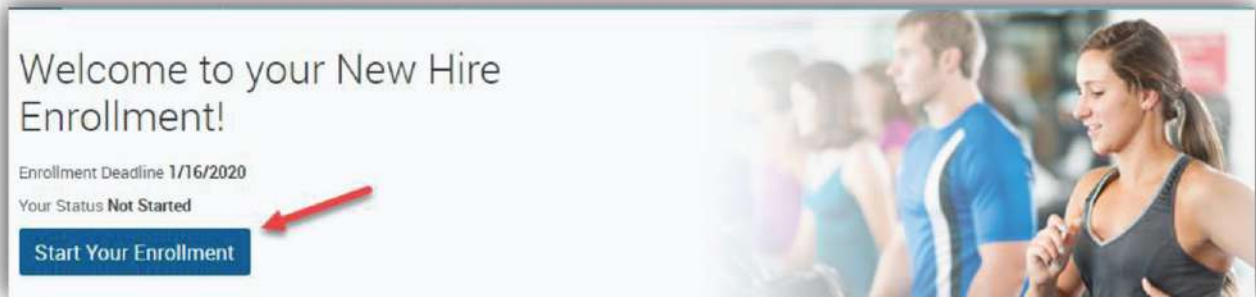 Welcome to your New Hire
Enrollment!
Enrollment Deadline 1/16/2020
Your Status Not Started
Start Your Enrollment